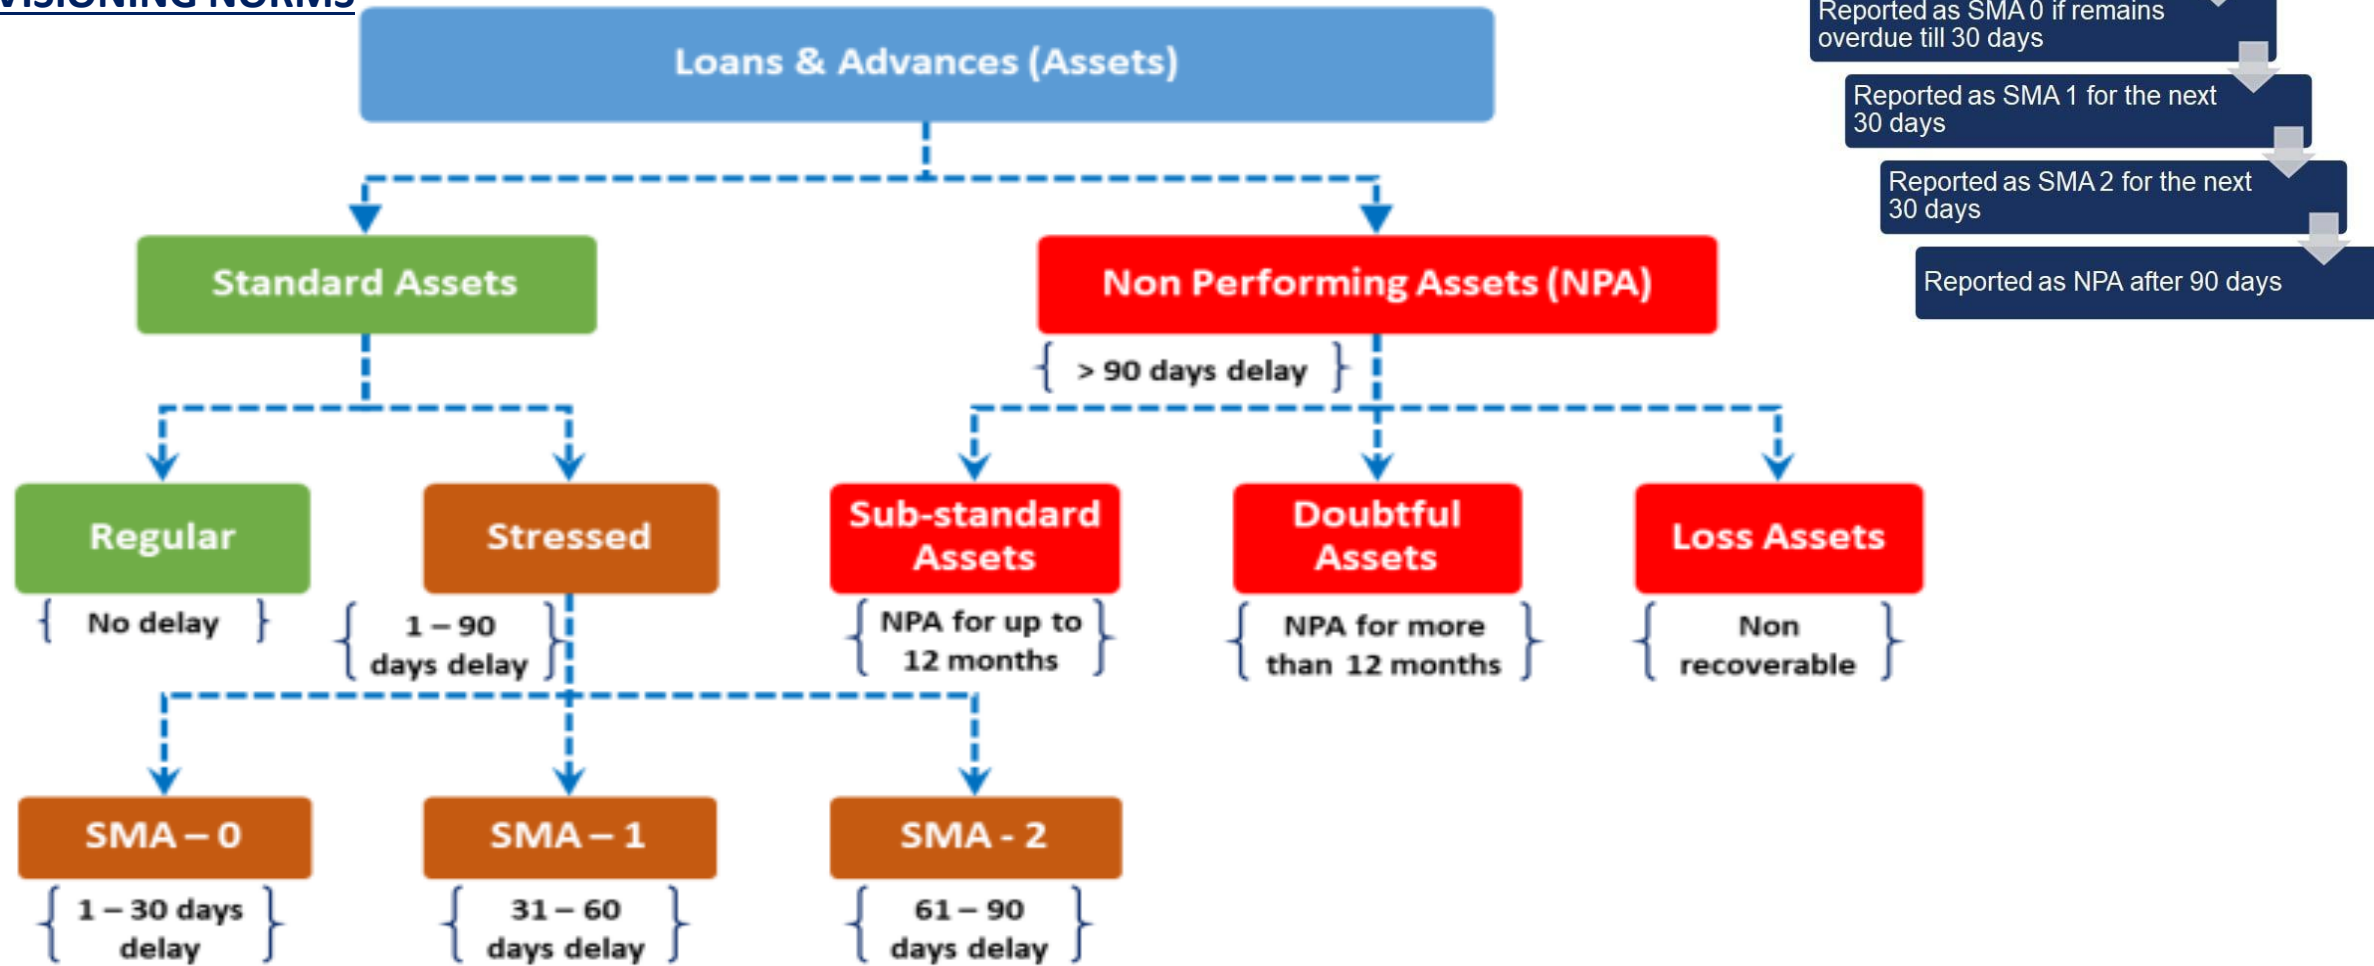 VISIONING NORMS
Loans & Advances (Assets)
Reported as SMA 0 if remains
overdue till 30 days
Reported as SMA 1 for the next
30 days
Reported as SMA 2 for the next
30 days
Reported as NPA after 90 days
Standard Assets
Non Performing Assets (NPA)
> 90 days delay
Regular
Stressed
Sub-standard
Assets
Doubtful
Assets
Loss Assets
No delay
1 – 90
days delay
NPA for up to
12 months
NPA for more
than 12 months
Non
recoverable
SMA – 0
SMA – 1
SMA - 2
1 – 30 days
delay
31 – 60
days delay
61 – 90
days delay